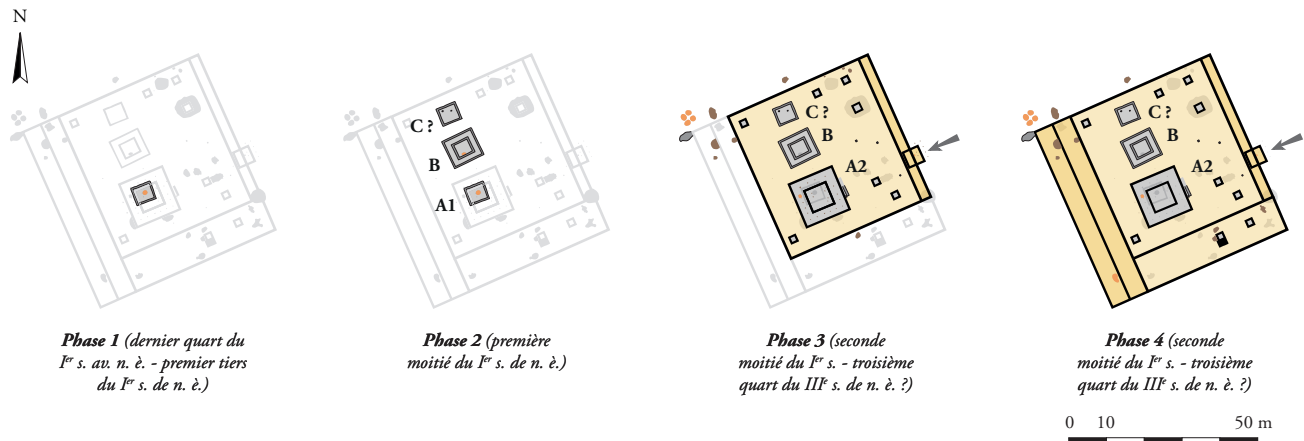 N
C ?
B
A1
C ?
B
A2
C ?
B
A2
Phase 1 (dernier quart du
Ier s. av. n. è. - premier tiers
du Ier s. de n. è.)
Phase 2 (première
moitié du Ier s. de n. è.)
Phase 3 (seconde
moitié du Ier s. - troisième
quart du IIIe s. de n. è. ?)
Phase 4 (seconde
moitié du Ier s. - troisième
quart du IIIe s. de n. è. ?)
0 10 50 m